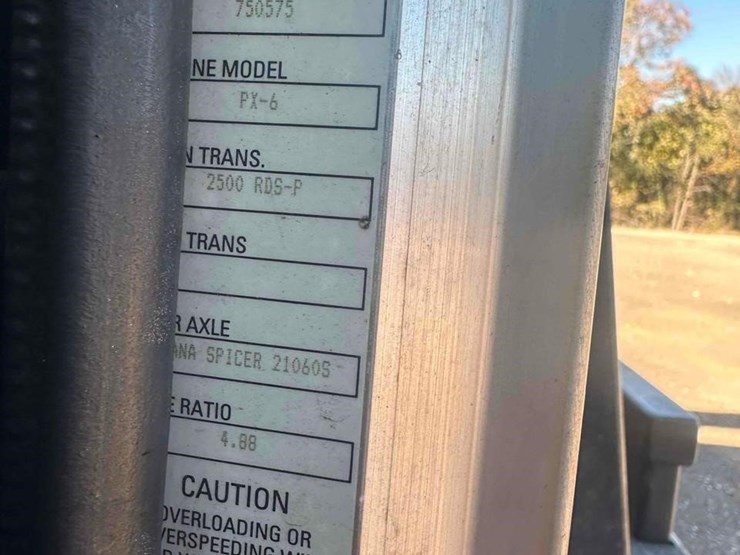 750575
NE MODEL
PX-6
N TRANS.
2500 RDS-P
TRANS
R AXLE
ANA SPICER 21060S
E RATIO
4.88
CAUTION
OVERLOADING OR
VERSPEEDING